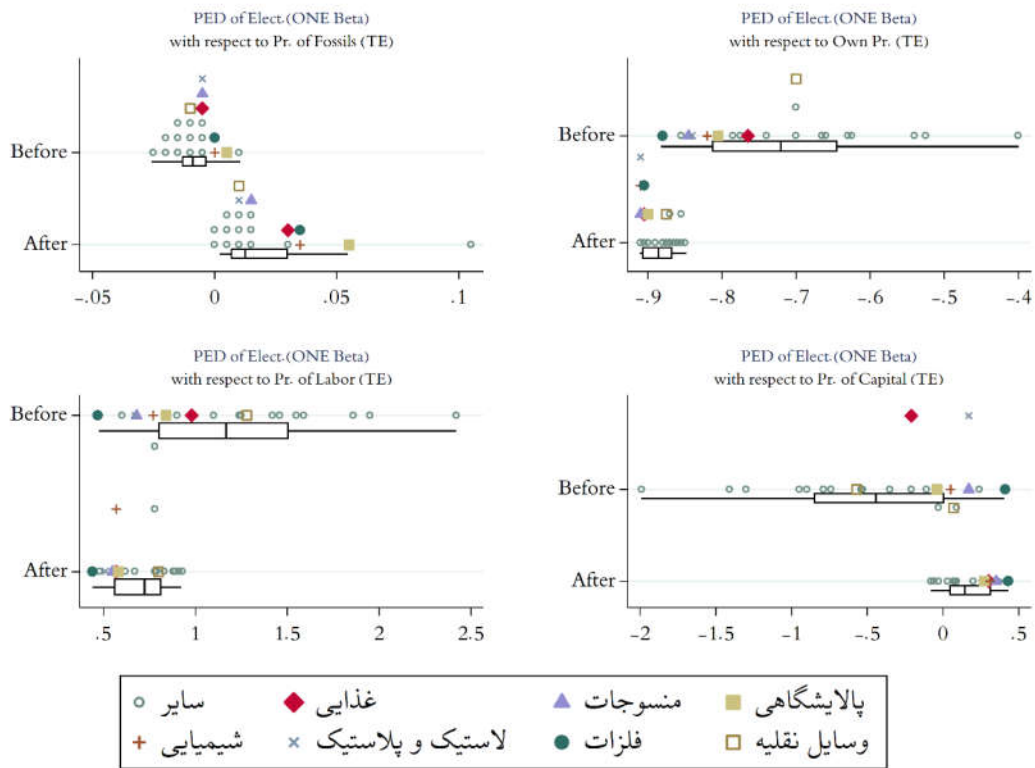 PED of Elect. (ONE Beta)
with respect to Pr. of Fossils (TE)
Before
After
-.05 0 .05 .1
PED of Elect. (ONE Beta)
with respect to Own Pr. (TE)
Before
After
-.9 -.8 -.7 -.6 -.5 -.4
PED of Elect. (ONE Beta)
with respect to Pr. of Labor (TE)
Before
After
.5 1 1.5 2 2.5
PED of Elect. (ONE Beta)
with respect to Pr. of Capital (TE)
Before
After
-2 -1.5 -1 -.5 0 .5
سایر غذایی منسوجات پالایشگاهی
شیمیایی لاستیک و پلاستیک فلزات وسایل نقلیه